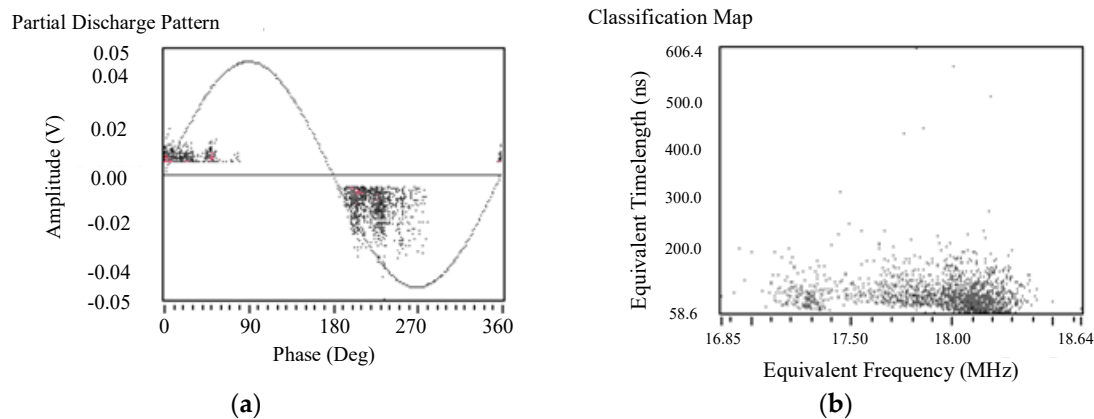 Partial Discharge Pattern
0.05
0.04
0.02
0.00
-0.02
-0.04
-0.05
Amplitude (V)
0 90 180 270 360
Phase (Deg)
(a)
Classification Map
606.4
500.0
400.0
300.0
200.0
58.6
Equivalent Timelength (ns)
16.85 17.50 18.00 18.64
Equivalent Frequency (MHz)
(b)